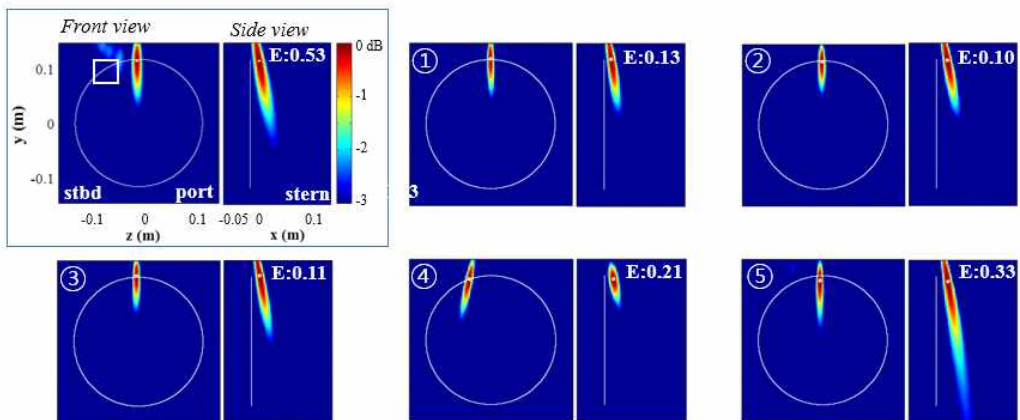 Front view Side view
E:0.53
0 dB
-1
-2
-3
0.1
0
-0.1
y (m)
stbd port stern
-0.1 0 0.1 -0.05 0 0.1
z (m) x (m)
① E:0.13
3
② E:0.10
③ E:0.11
④ E:0.21
⑤ E:0.33